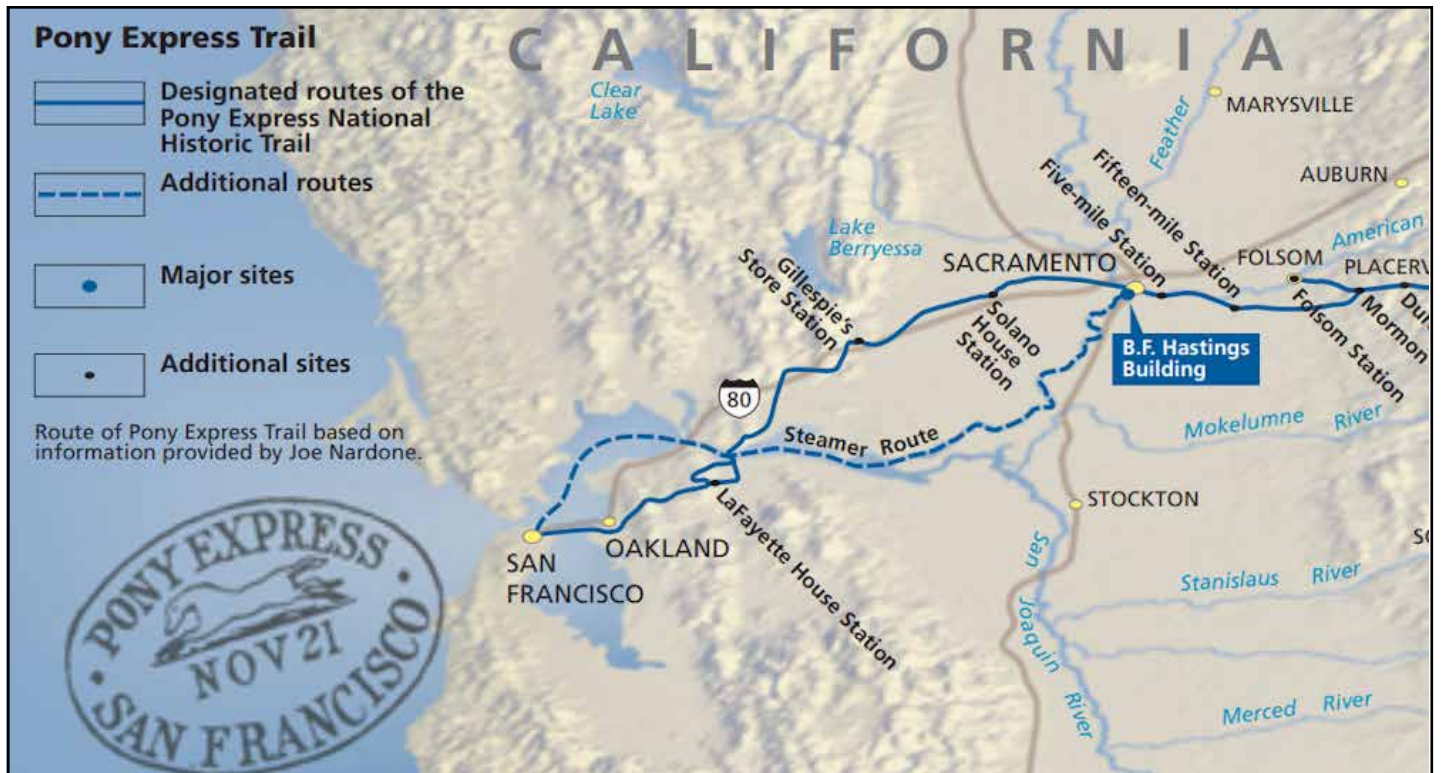 Pony Express Trail
Designated routes of the
Pony Express National
Historic Trail
Additional routes
Major sites
Additional sites
Route of Pony Express Trail based on
information provided by Joe Nardone.
PONY EXPRESS
NOV 21
SAN FRANCISCO
CALIFORNIA
Clear
Lake
Feather
MARYSVILLE
Fifteen-mile Station
Five-mile Station
AUBURN
American
Lake
Berryessa
Gillespie's
Store Station
SACRAMENTO
FOLSOM
PLACERV
Solano
House
Station
Folsom Station
Mormon
B.F. Hastings
Building
80
Steamer Route
Mokelumne River
STOCKTON
LaFayette House Station
OAKLAND
SAN
FRANCISCO
San Joaquin River
Stanislaus River
Merced River